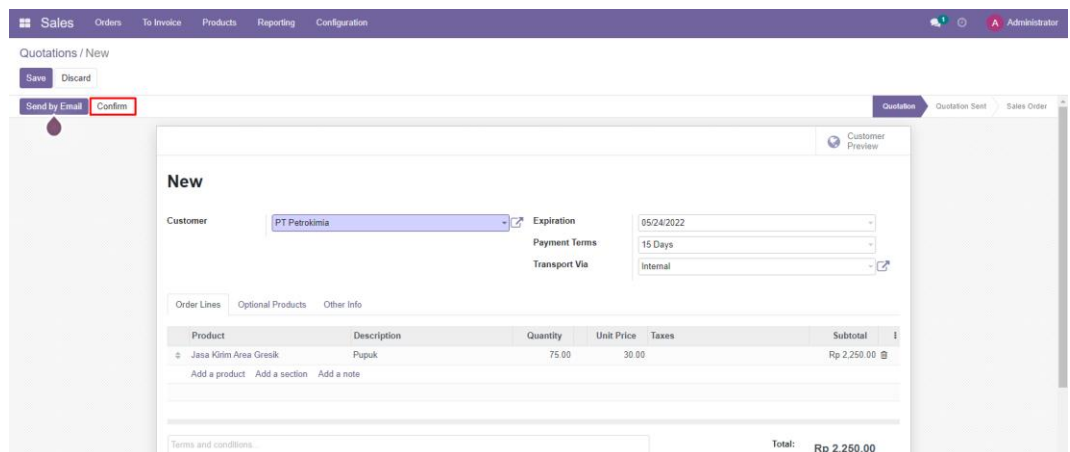 Sales Orders To Invoice Products Reporting Configuration 1 A Administrator
Quotations / New
Save Discard
Send by Email Confirm Quotation Quotation Sent Sales Order
Customer
Preview
New
Customer PT Petrokimia Expiration 05/24/2022
Payment Terms 15 Days
Transport Via Internal
Order Lines Optional Products Other Info
Product Description Quantity Unit Price Taxes Subtotal
Jasa Kirim Area Gresik Pupuk 75.00 30.00 Rp 2,250.00
Add a product Add a section Add a note
Terms and conditions... Total: Rp 2,250.00